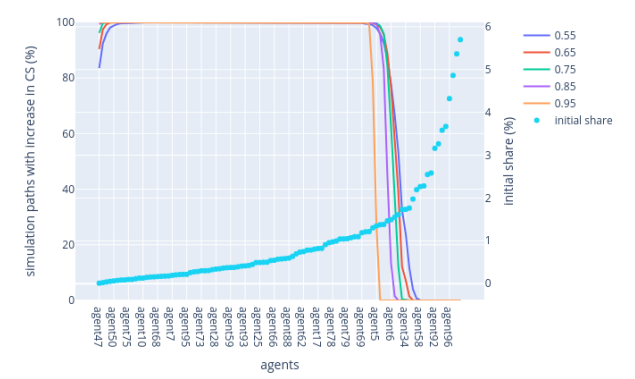 simulation paths with increase in CS (%)
100
80
60
40
20
0
6
5
4
3
2
1
0
initial share (%)
0.55
0.65
0.75
0.85
0.95
initial share
agent47
agent50
agent75
agent10
agent68
agent7
agent95
agent73
agent28
agent59
agent93
agent25
agent66
agent88
agent62
agent17
agent78
agent79
agent69
agent5
agent6
agent34
agent58
agent92
agent96
agents